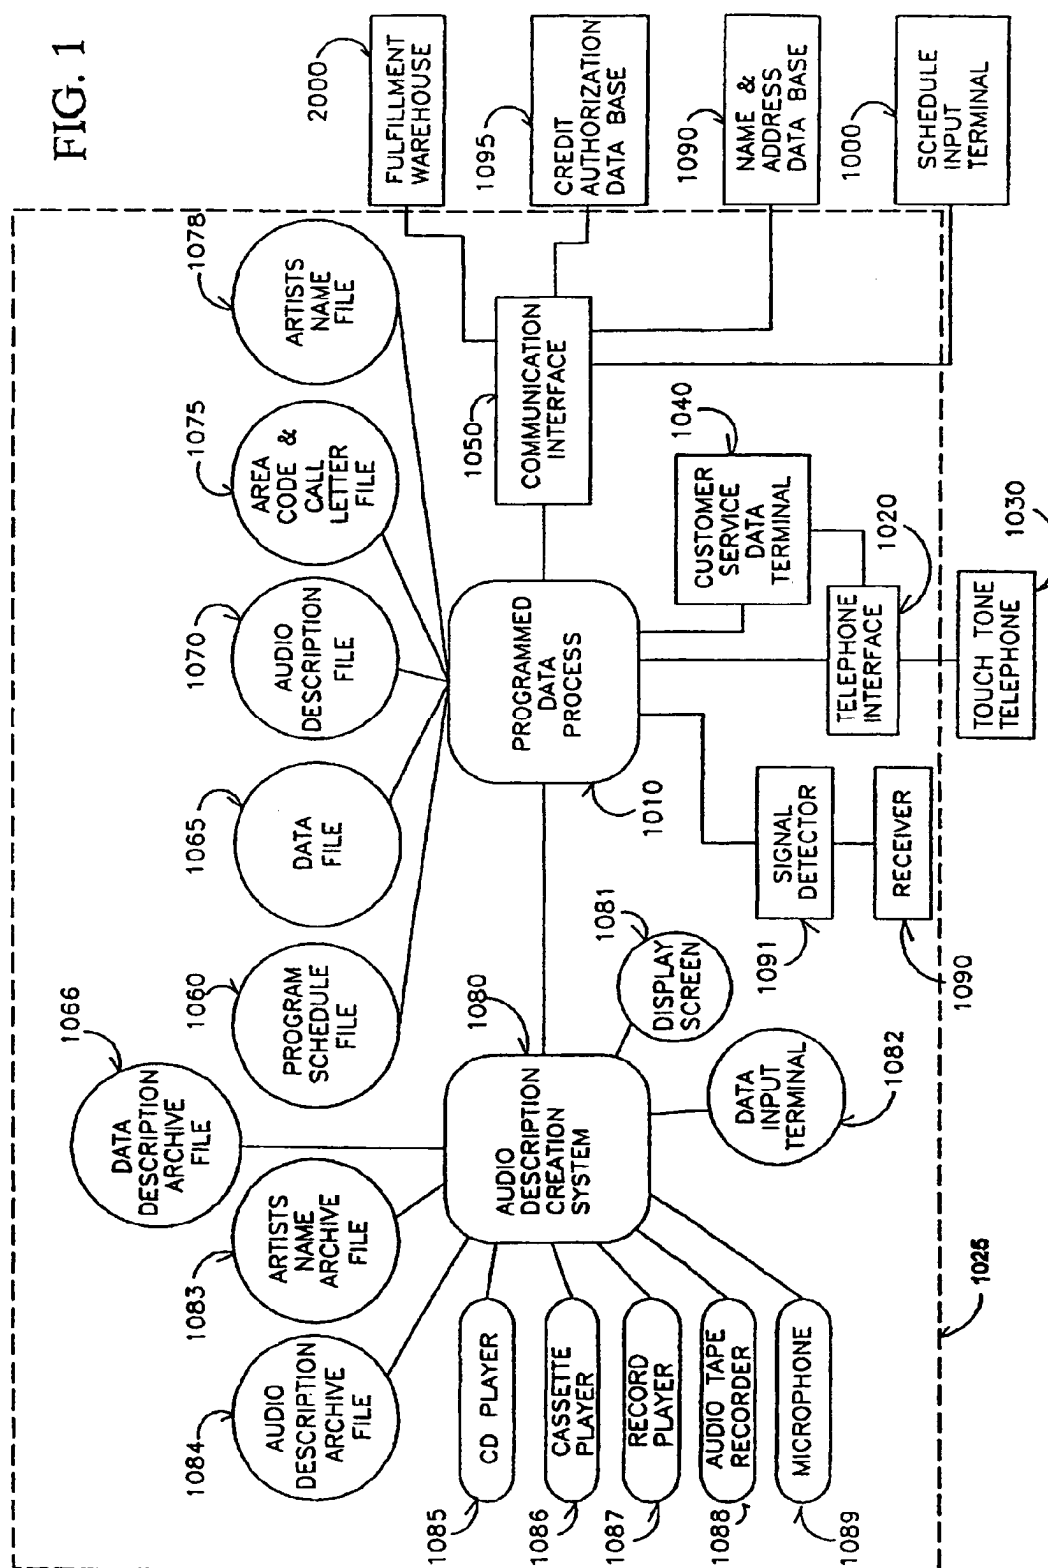 FIG. 1
2000
FULFILLMENT
WAREHOUSE
1095
CREDIT
AUTHORIZATION
DATA BASE
1090
NAME &
ADDRESS
DATA BASE
1000
SCHEDULE
INPUT
TERMINAL
1078
ARTISTS
NAME
FILE
1075
AREA
CODE &
CALL
LETTER
FILE
1070
AUDIO
DESCRIPTION
FILE
1065
DATA
FILE
1060
PROGRAM
SCHEDULE
FILE
1066
DATA
DESCRIPTION
ARCHIVE
FILE
1083
ARTISTS
NAME
ARCHIVE
FILE
1084
AUDIO
DESCRIPTION
ARCHIVE
FILE
1050
COMMUNICATION
INTERFACE
1040
CUSTOMER
SERVICE
DATA
TERMINAL
1020
TELEPHONE
INTERFACE
1030
TOUCH TONE
TELEPHONE
PROGRAMMED
DATA
PROCESS
1010
SIGNAL
DETECTOR
1091
RECEIVER
1090
1080
AUDIO
DESCRIPTION
CREATION
SYSTEM
1081
DISPLAY
SCREEN
DATA
INPUT
TERMINAL
1082
CD PLAYER
1085
CASSETTE
PLAYER
1086
RECORD
PLAYER
1087
AUDIO TAPE
RECORDER
1088
MICROPHONE
1089
1025